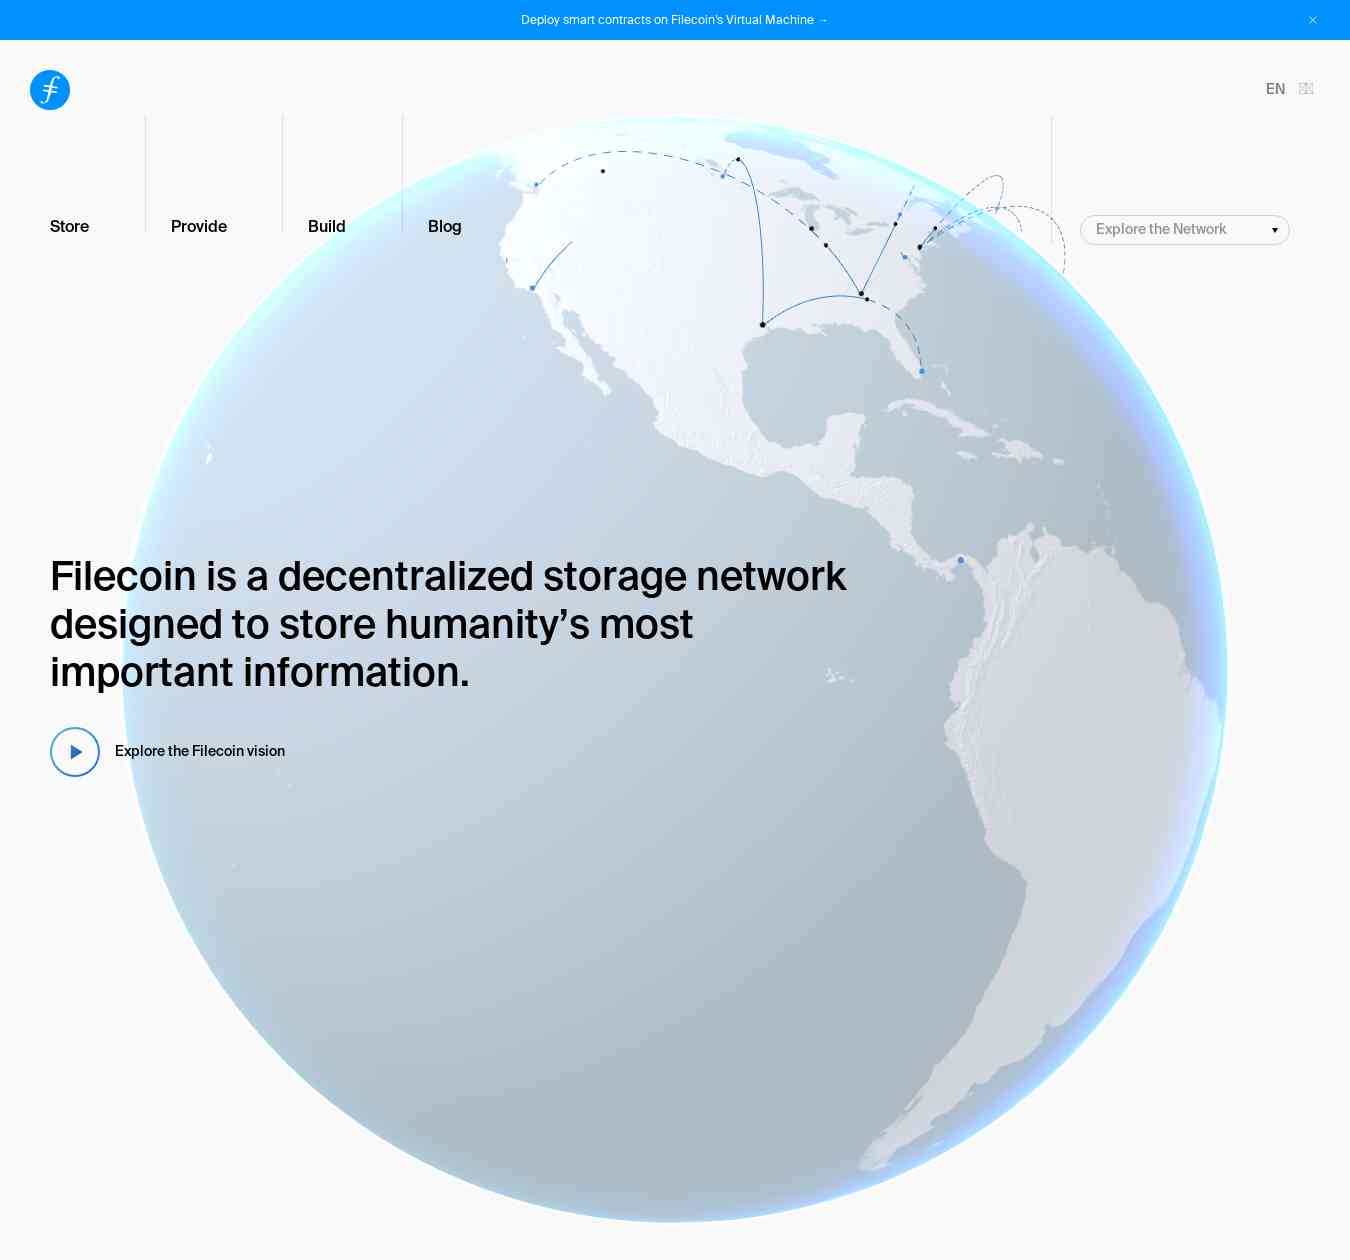 Deploy smart contracts on Filecoin's Virtual Machine →
EN
Store
Provide
Build
Blog
Explore the Network
Filecoin is a decentralized storage network
designed to store humanity’s most
important information.
Explore the Filecoin vision